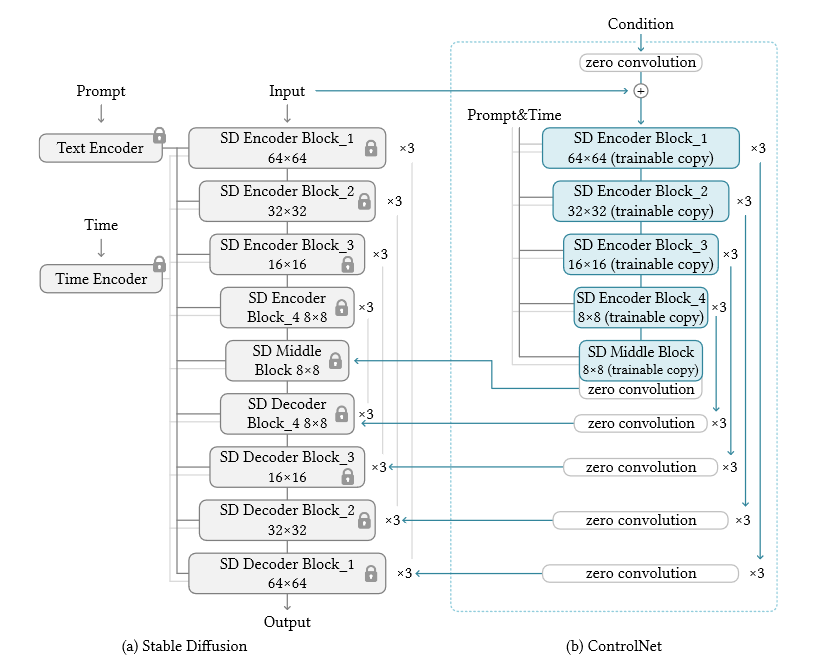 Condition
zero convolution
Prompt
Input
+
Prompt&Time
Text Encoder
SD Encoder Block_1
64×64
×3
SD Encoder Block_1
64×64 (trainable copy)
×3
SD Encoder Block_2
32×32
×3
SD Encoder Block_2
32×32 (trainable copy)
×3
Time
SD Encoder Block_3
16×16
×3
SD Encoder Block_3
16×16 (trainable copy)
×3
Time Encoder
SD Encoder
Block_4 8×8
×3
SD Encoder Block_4
8×8 (trainable copy)
×3
SD Middle
Block 8×8
SD Middle Block
8×8 (trainable copy)
zero convolution
SD Decoder
Block_4 8×8
×3
zero convolution
×3
SD Decoder Block_3
16×16
×3
zero convolution
×3
SD Decoder Block_2
32×32
×3
zero convolution
×3
SD Decoder Block_1
64×64
×3
zero convolution
×3
Output
(a) Stable Diffusion
(b) ControlNet